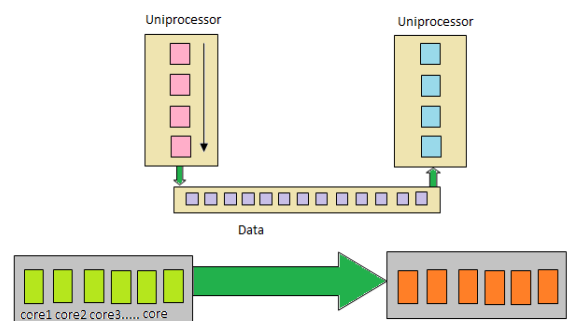 Uniprocessor
Uniprocessor
Data
core1 core2 core3..... core